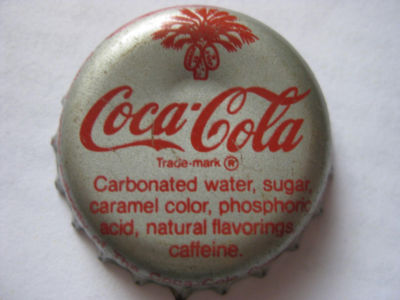 Coca-Cola
Trade-mark ®
Carbonated water, sugar,
caramel color, phosphoric
acid, natural flavorings,
caffeine.